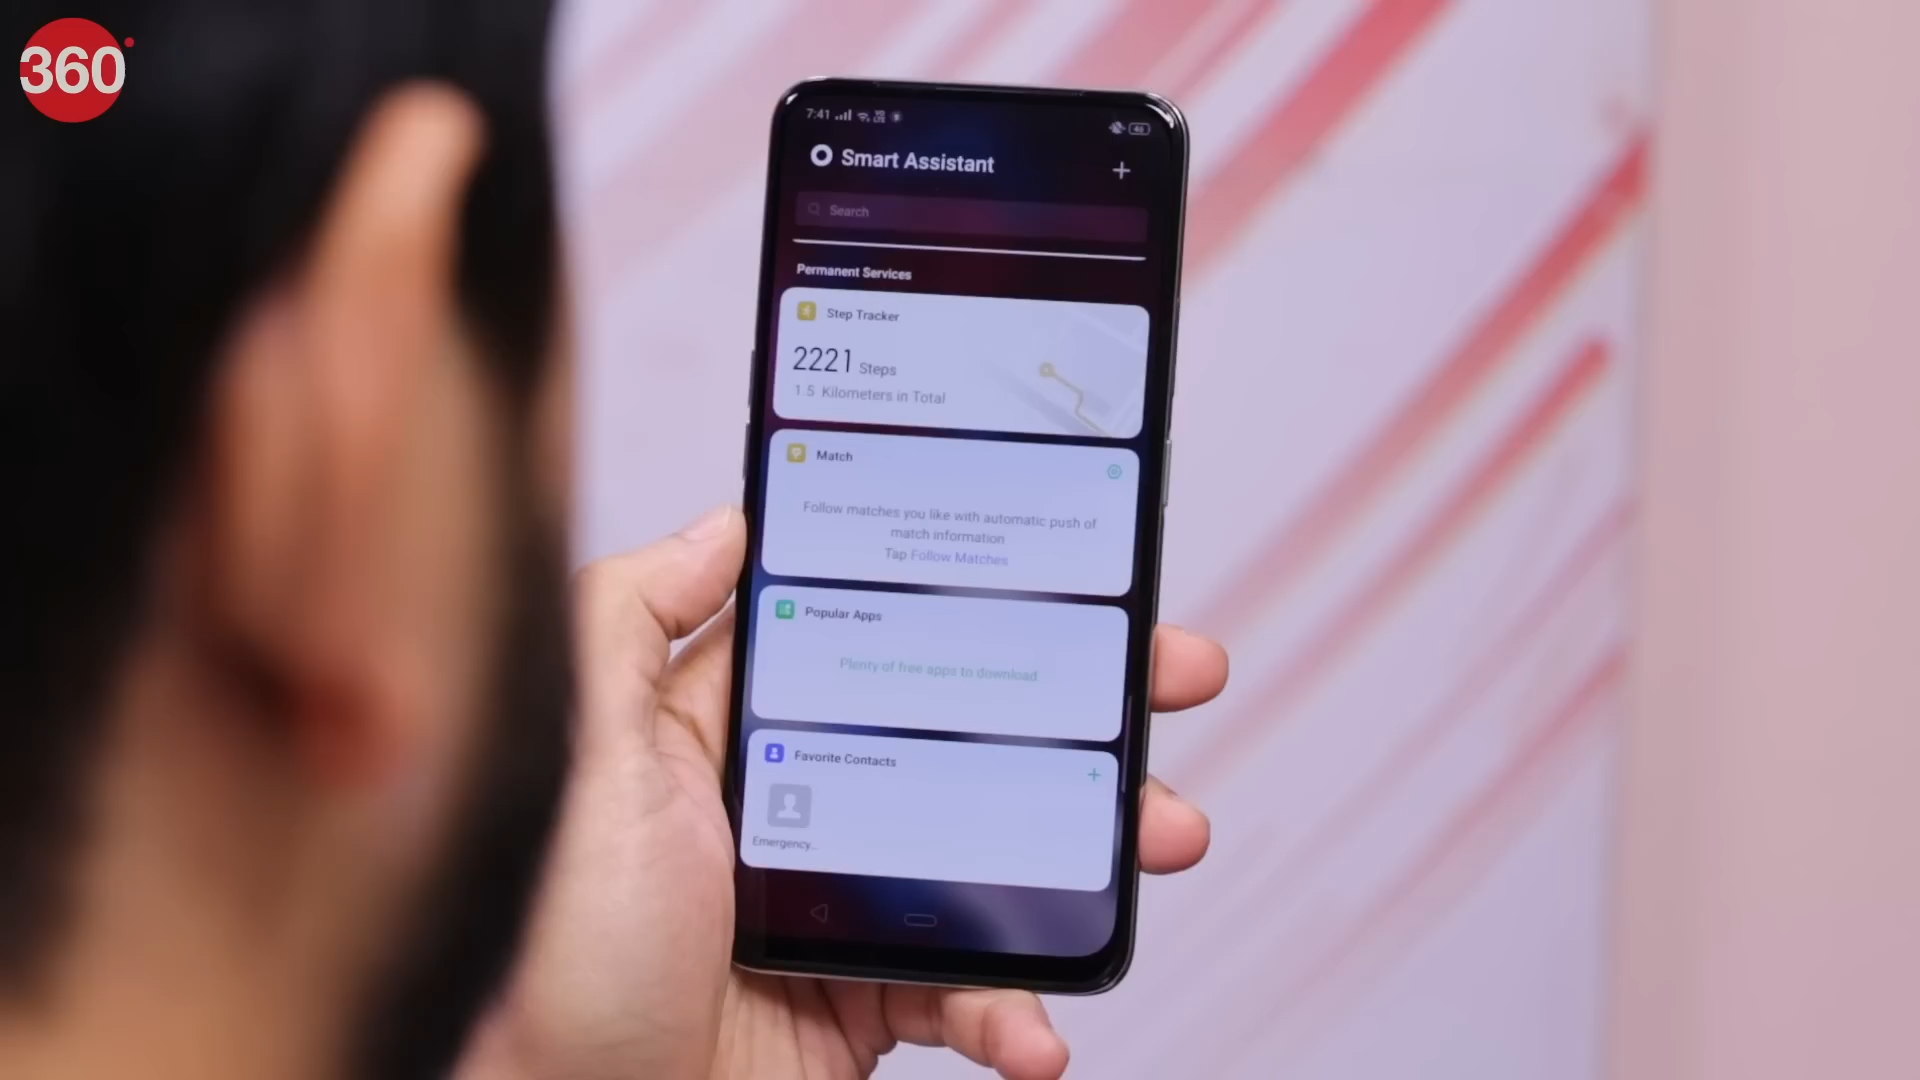 360
7:41
46
Smart Assistant
Search
Permanent Services
Step Tracker
2221 Steps
1.5 Kilometers in Total
Match
Follow matches you like with automatic push of
match information
Tap Follow Matches
Popular Apps
Plenty of free apps to download
Favorite Contacts
Emergency...